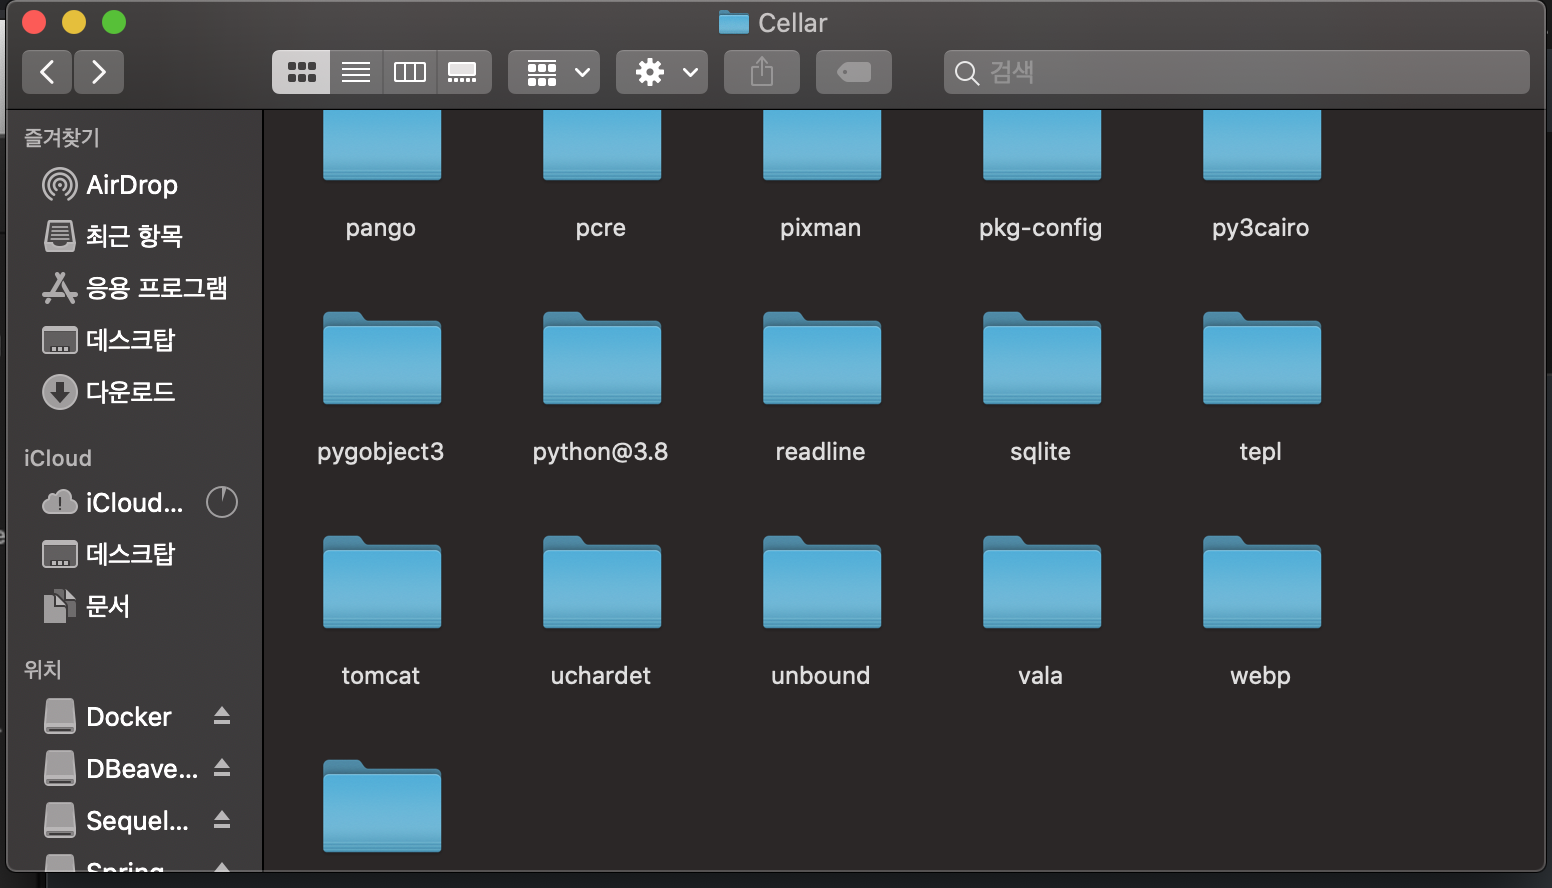 Cellar
검색
즐겨찾기
AirDrop
최근 항목
응용 프로그램
데스크탑
다운로드
iCloud
iCloud...
데스크탑
문서
위치
Docker
DBeave...
Sequel...
Spring
pango
pcre
pixman
pkg-config
py3cairo
pygobject3
python@3.8
readline
sqlite
tepl
tomcat
uchardet
unbound
vala
webp